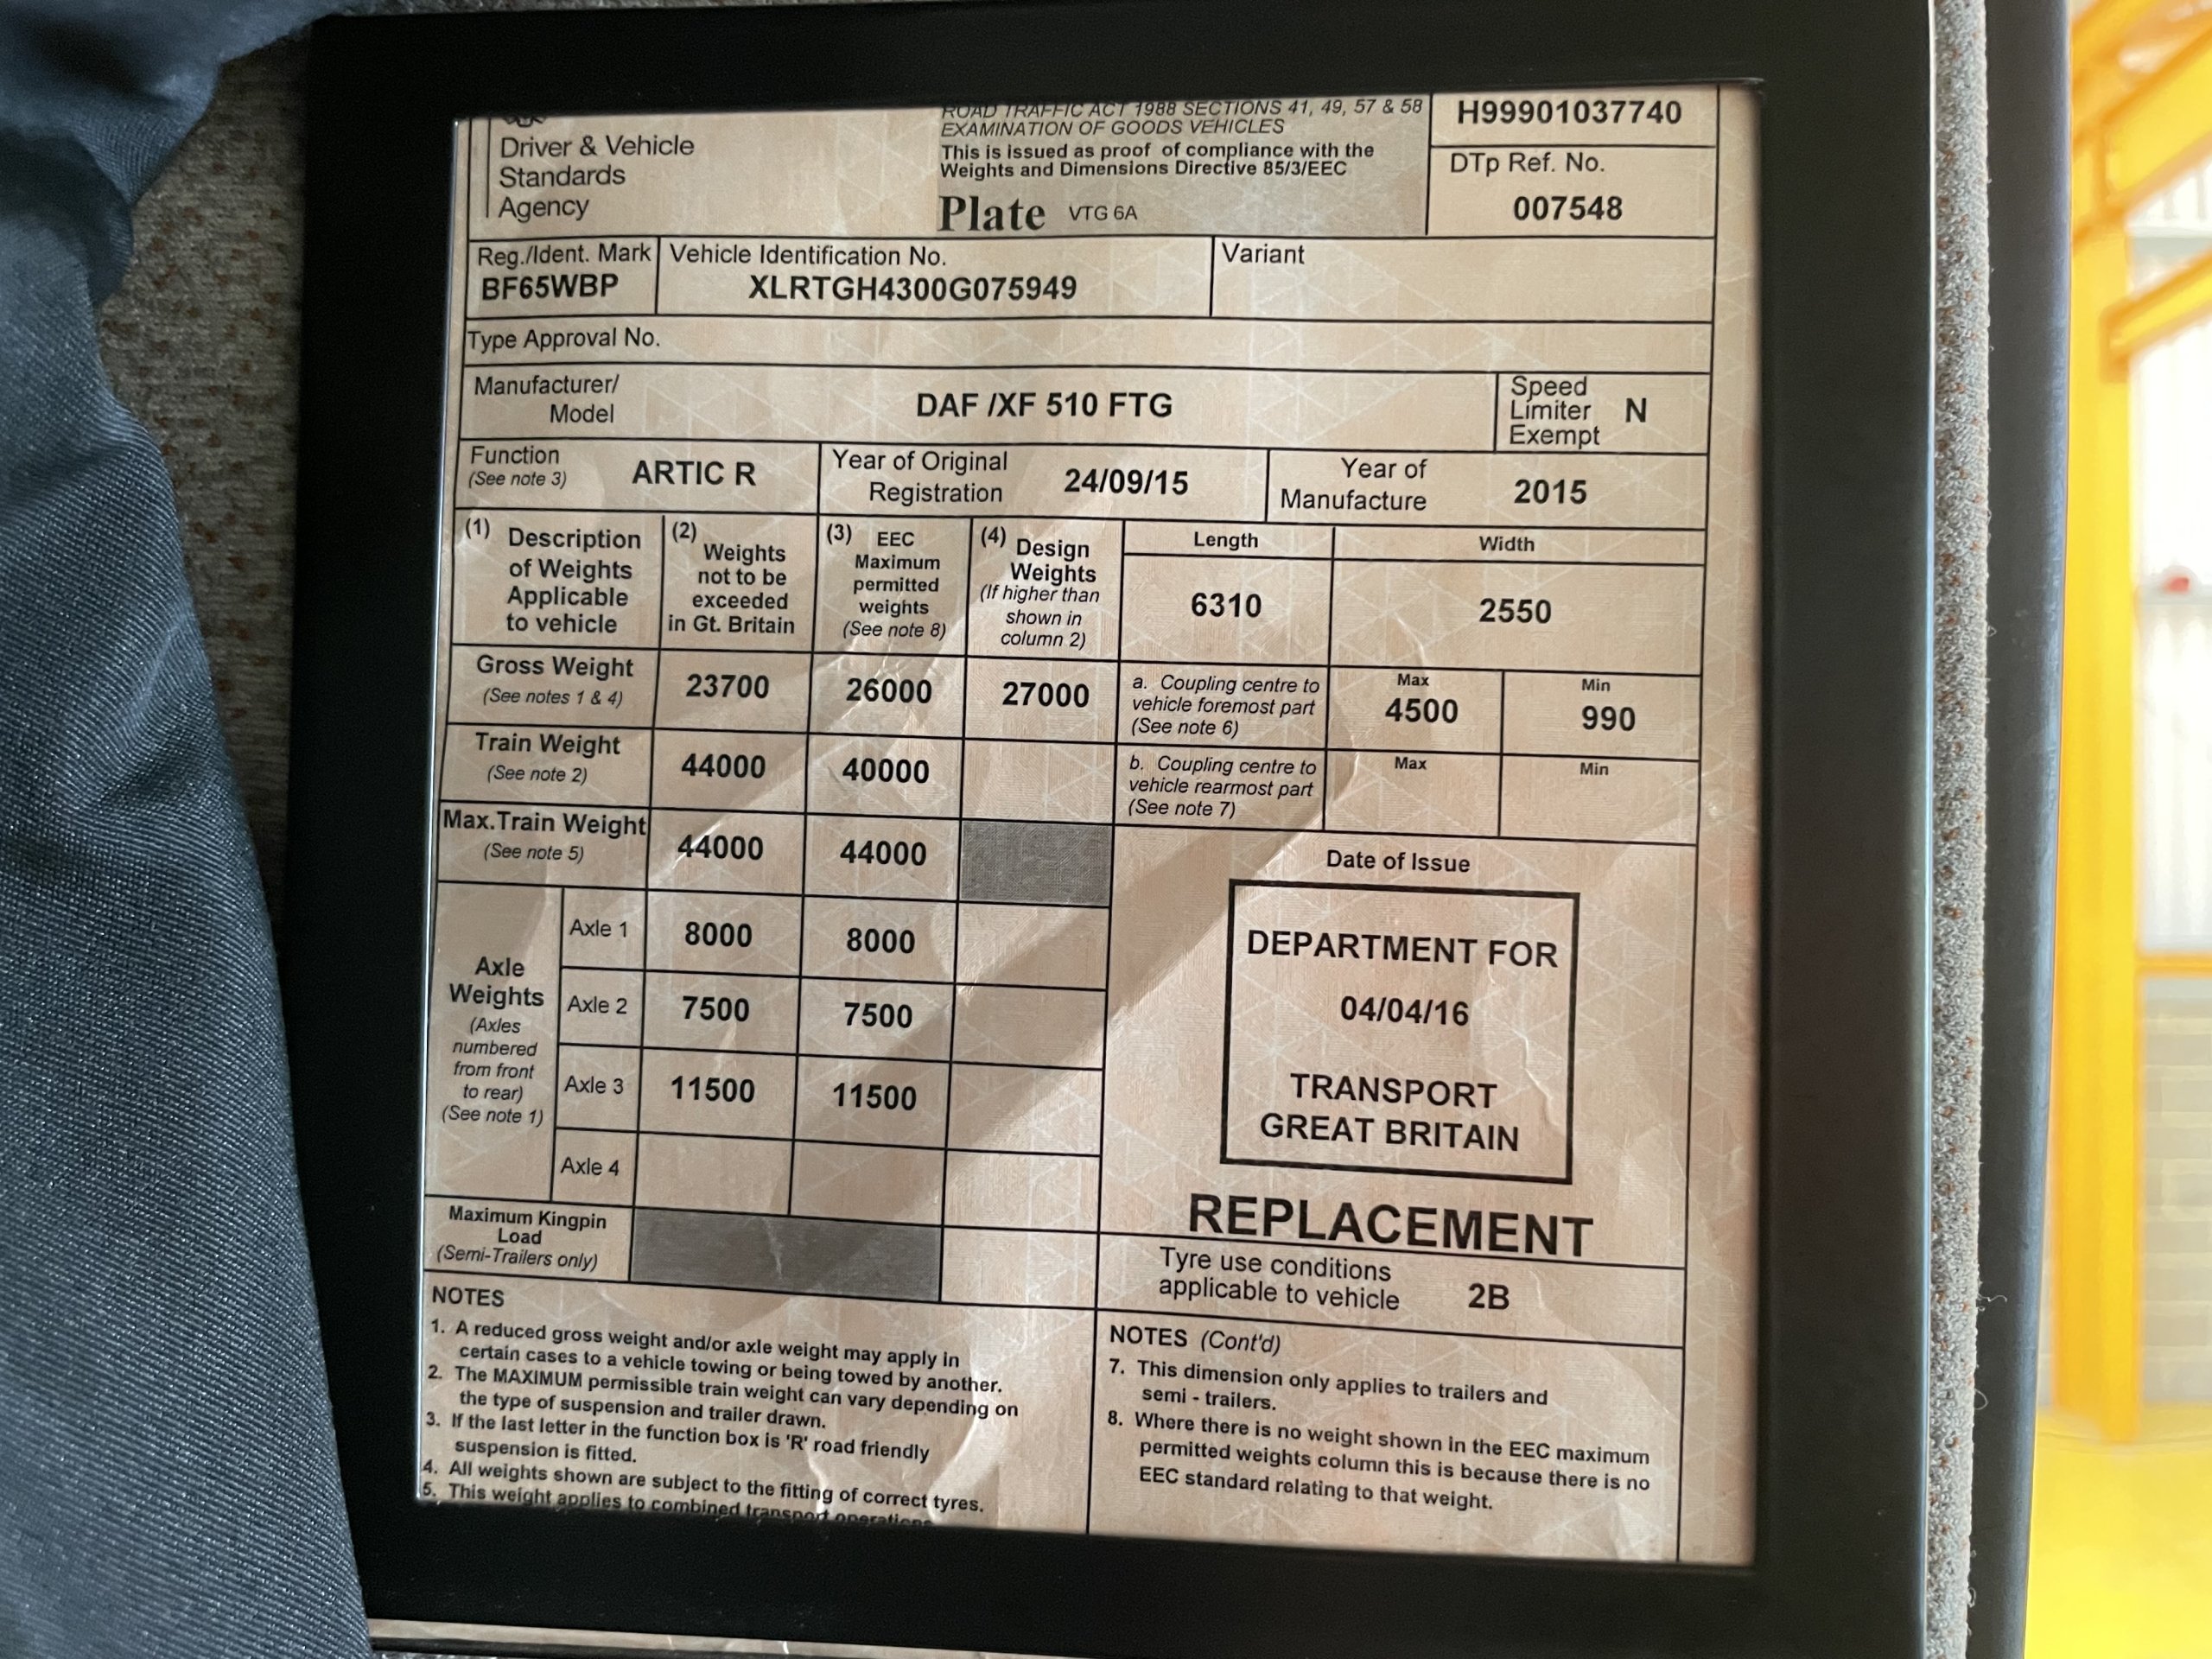 ROAD TRAFFIC ACT 1988 SECTIONS 41, 49, 57 & 58
EXAMINATION OF GOODS VEHICLES
This is issued as proof of compliance with the
Weights and Dimensions Directive 85/3/EEC
Plate VTG 6A
Driver & Vehicle
Standards
Agency
H99901037740
DTp Ref. No.
007548
Reg./Ident. Mark
BF65WBP
Vehicle Identification No.
XLRTGH4300G075949
Variant
Type Approval No.
Manufacturer/
Model
DAF /XF 510 FTG
Speed
Limiter
Exempt
N
Function
(See note 3)
ARTIC R
Year of Original
Registration
24/09/15
Year of
Manufacture
2015
(1) Description
of Weights
Applicable
to vehicle
(2) Weights
not to be
exceeded
in Gt. Britain
(3) EEC
Maximum
permitted
weights
(See note 8)
(4) Design
Weights
(If higher than
shown in
column 2)
Length
6310
Width
2550
Gross Weight
(See notes 1 & 4)
23700
26000
27000
a. Coupling centre to
vehicle foremost part
(See note 6)
Max
4500
Min
990
Train Weight
(See note 2)
44000
40000
b. Coupling centre to
vehicle rearmost part
(See note 7)
Max
Min
Max.Train Weight
(See note 5)
44000
44000
Axle
Weights
(Axles
numbered
from front
to rear)
(See note 1)
Axle 1
8000
8000
Axle 2
7500
7500
Axle 3
11500
11500
Axle 4
Maximum Kingpin
Load
(Semi-Trailers only)
Date of Issue
DEPARTMENT FOR
04/04/16
TRANSPORT
GREAT BRITAIN
REPLACEMENT
Tyre use conditions
applicable to vehicle
2B
NOTES
1. A reduced gross weight and/or axle weight may apply in
certain cases to a vehicle towing or being towed by another.
2. The MAXIMUM permissible train weight can vary depending on
the type of suspension and trailer drawn.
3. If the last letter in the function box is 'R' road friendly
suspension is fitted.
4. All weights shown are subject to the fitting of correct tyres.
5. This weight applies to combined transport operations
NOTES (Cont'd)
7. This dimension only applies to trailers and
semi - trailers.
8. Where there is no weight shown in the EEC maximum
permitted weights column this is because there is no
EEC standard relating to that weight.